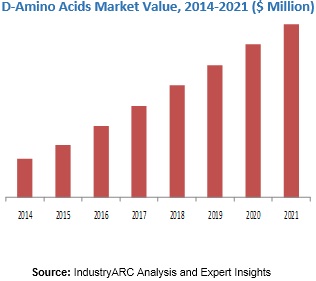 D-Amino Acids Market Value, 2014-2021 ($ Million)
2014 2015 2016 2017 2018 2019 2020 2021
Source: IndustryARC Analysis and Expert Insights